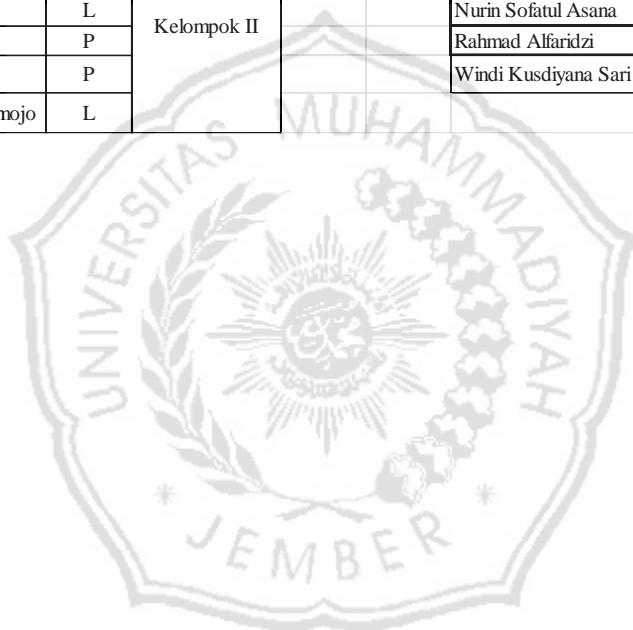 L Kelompok II Nurin Sofatul Asana
P Rahmad Alfaridzi
P Windi Kusdiyana Sari
mojo L
UNIVERSITAS MUHAMMADIYAH
JEMBER